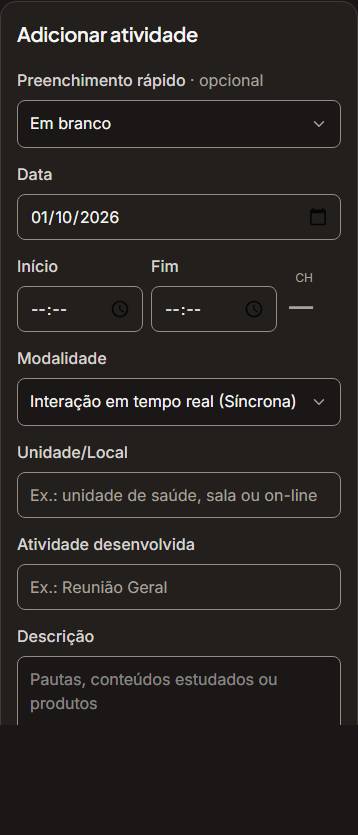 Adicionar atividade
Preenchimento rápido · opcional
Em branco
Data
01/10/2026
Início Fim CH
--:-- --:-- —
Modalidade
Interação em tempo real (Síncrona)
Unidade/Local
Ex.: unidade de saúde, sala ou on-line
Atividade desenvolvida
Ex.: Reunião Geral
Descrição
Pautas, conteúdos estudados ou
produtos